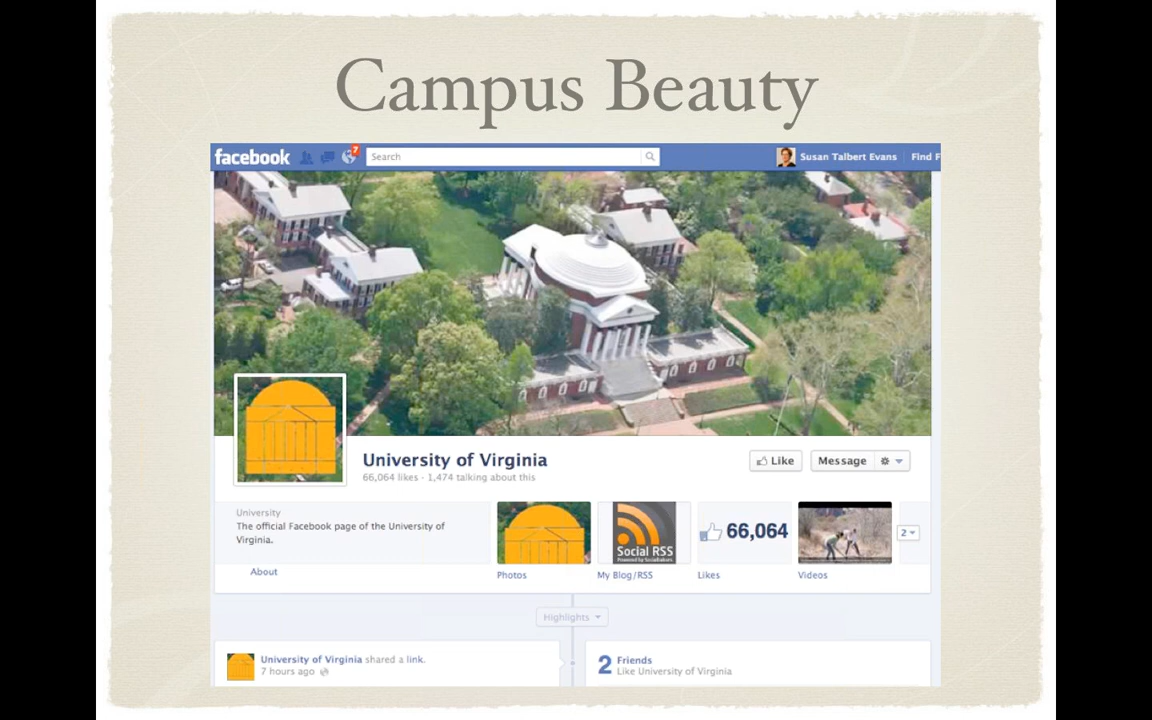 Campus Beauty
facebook 7 Search Susan Talbert Evans Find F
University of Virginia
66,064 likes · 1,474 talking about this
Like Message
University
The official Facebook page of the University of
Virginia.
About
Social RSS
66,064
2
Photos My Blog/RSS Likes Videos
Highlights
University of Virginia shared a link.
7 hours ago
2 Friends
Like University of Virginia